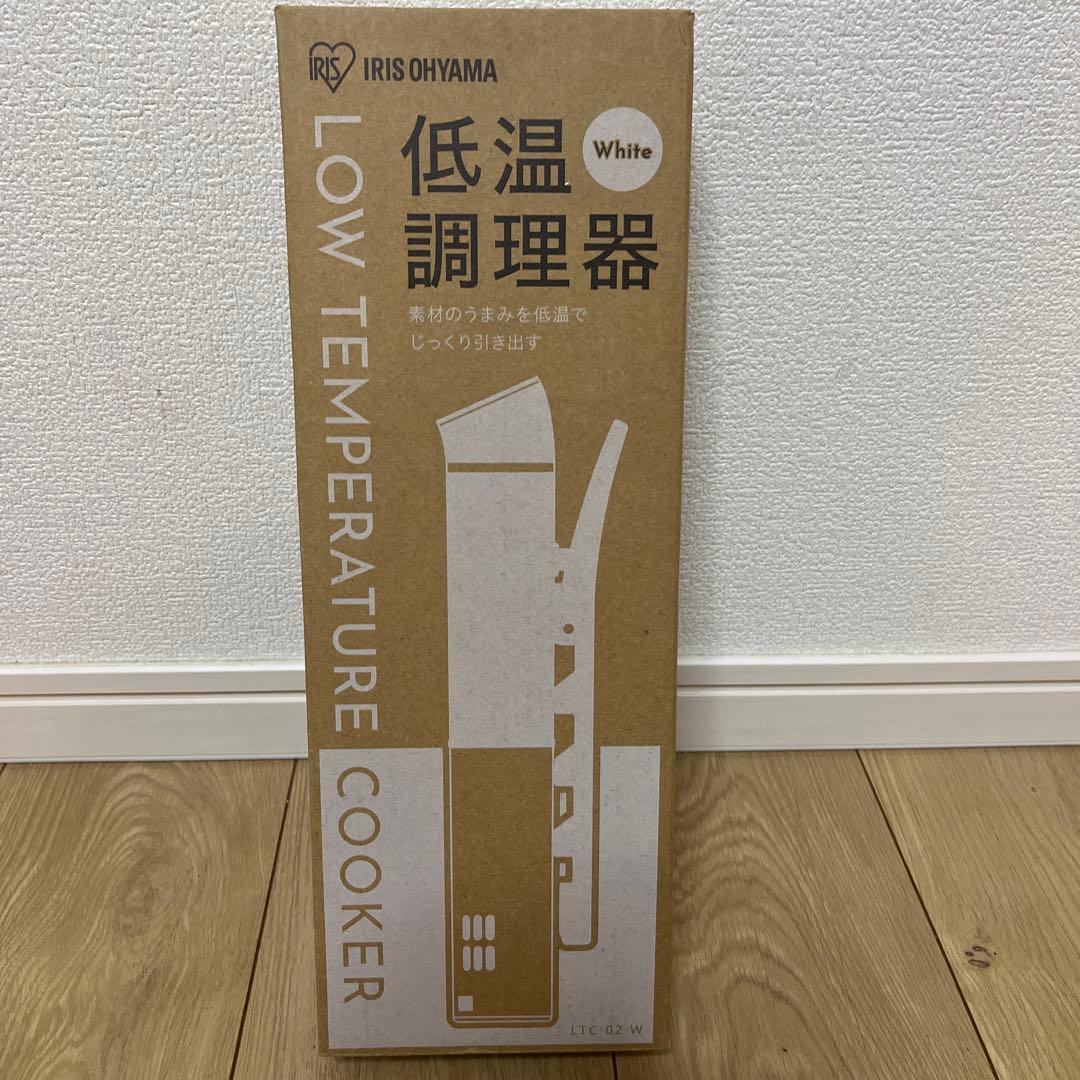 IRIS IRIS OHYAMA
低温
調理器
White
素材のうまみを低温で
じっくり引き出す
LOW TEMPERATURE COOKER
LTC-02-W